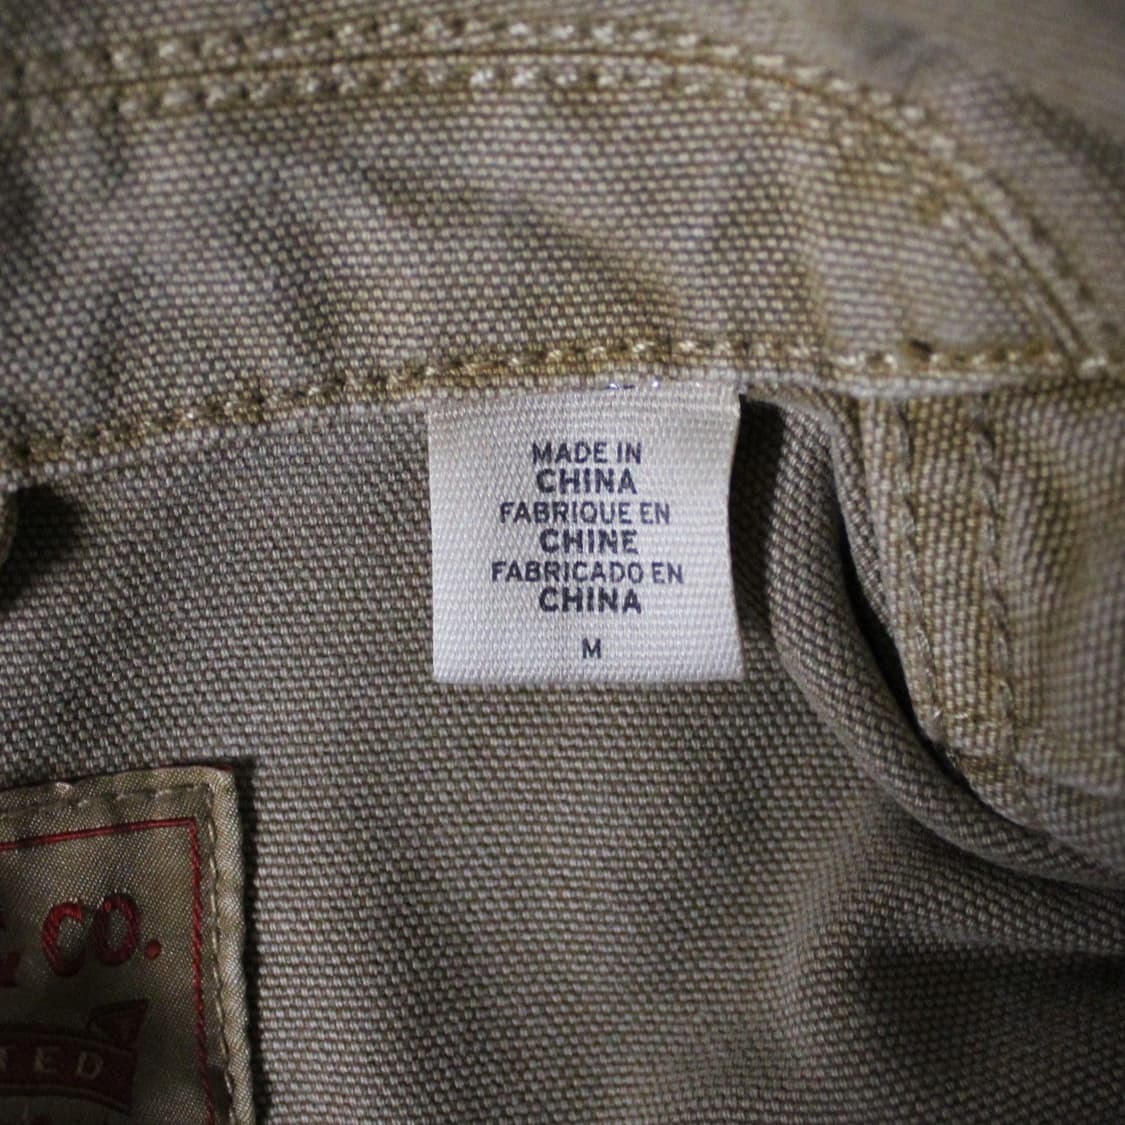 MADE IN
CHINA
FABRIQUE EN
CHINE
FABRICADO EN
CHINA
M
& CO.